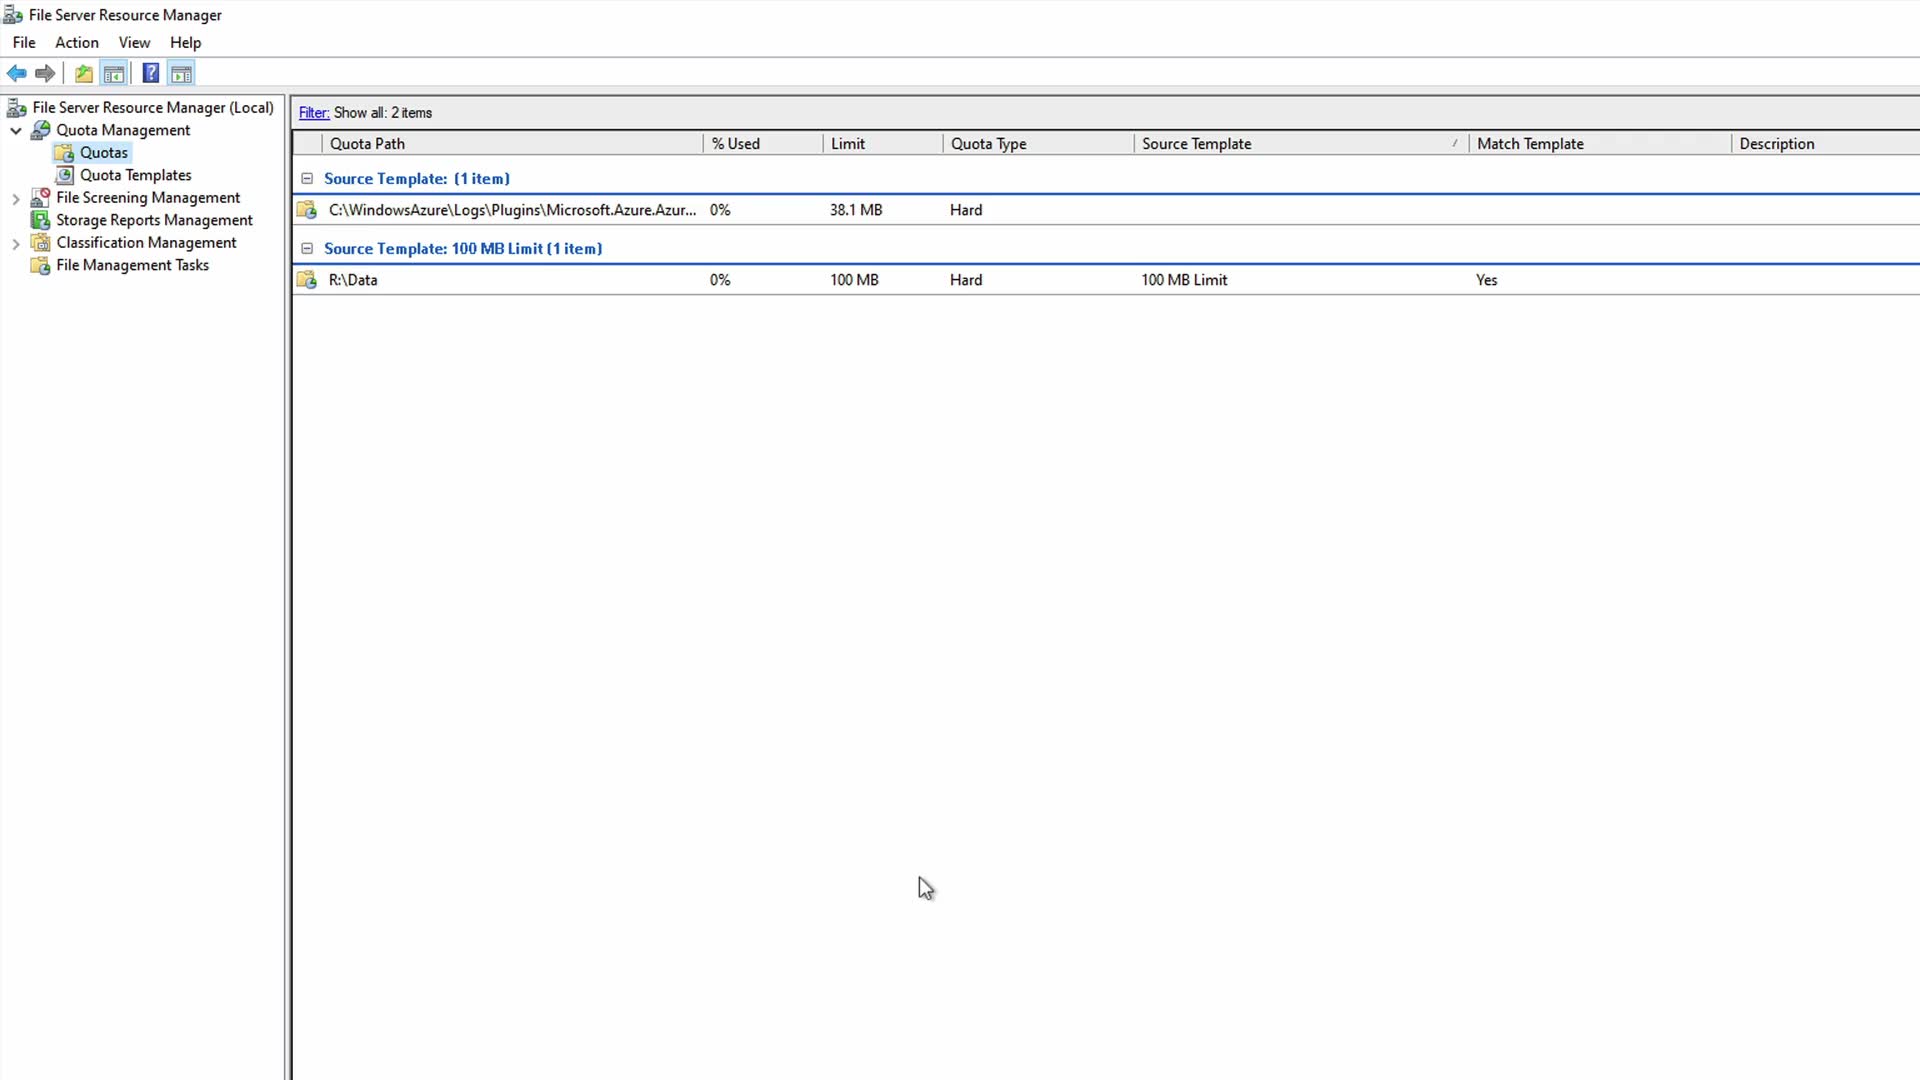 File Server Resource Manager
File Action View Help
File Server Resource Manager (Local)
Quota Management
Quotas
Quota Templates
File Screening Management
Storage Reports Management
Classification Management
File Management Tasks
Filter: Show all: 2 items
Quota Path % Used Limit Quota Type Source Template Match Template Description
Source Template: (1 item)
C:\WindowsAzure\Logs\Plugins\Microsoft.Azure.Azur... 0% 38.1 MB Hard
Source Template: 100 MB Limit (1 item)
R:\Data 0% 100 MB Hard 100 MB Limit Yes